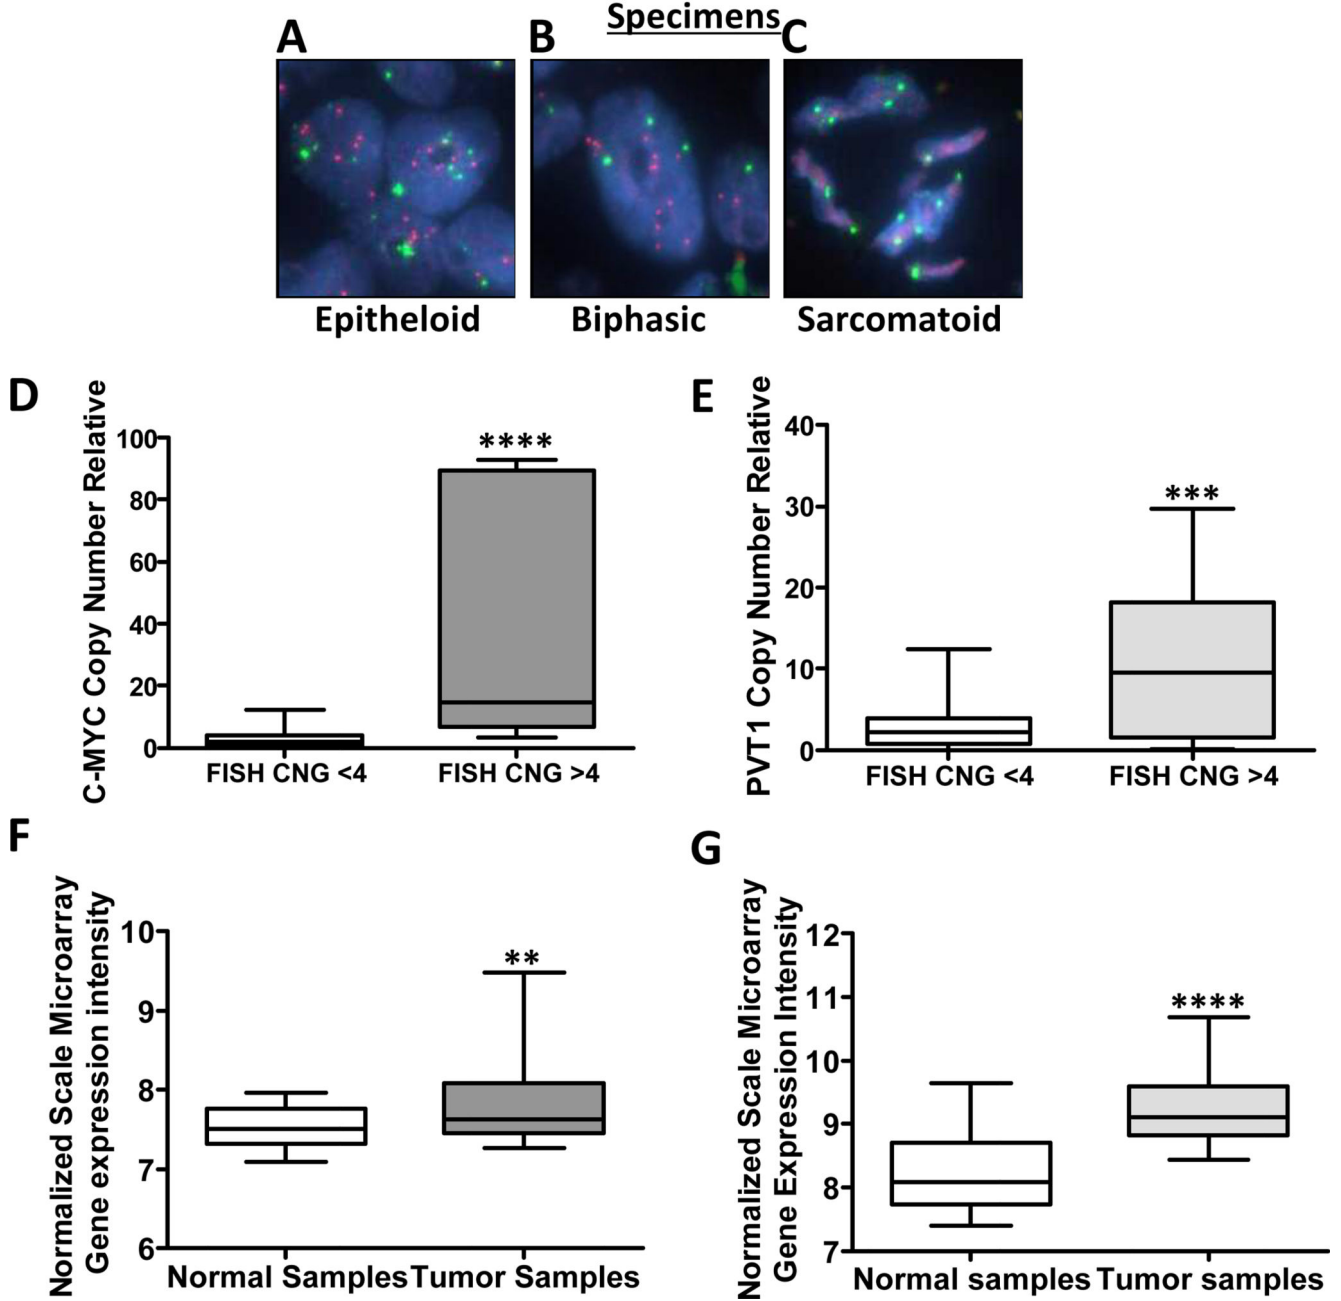 Specimens
A
B
C
Epitheloid
Biphasic
Sarcomatoid
D
C-MYC Copy Number Relative
100
80
60
40
20
0
****
FISH CNG <4
FISH CNG >4
E
PVT1 Copy Number Relative
40
30
20
10
0
***
FISH CNG <4
FISH CNG >4
F
Normalized Scale Microarray
Gene expression intensity
10
9
8
7
6
**
Normal Samples
Tumor Samples
G
Normalized Scale Microarray
Gene Expression Intensity
12
11
10
9
8
7
****
Normal samples
Tumor samples